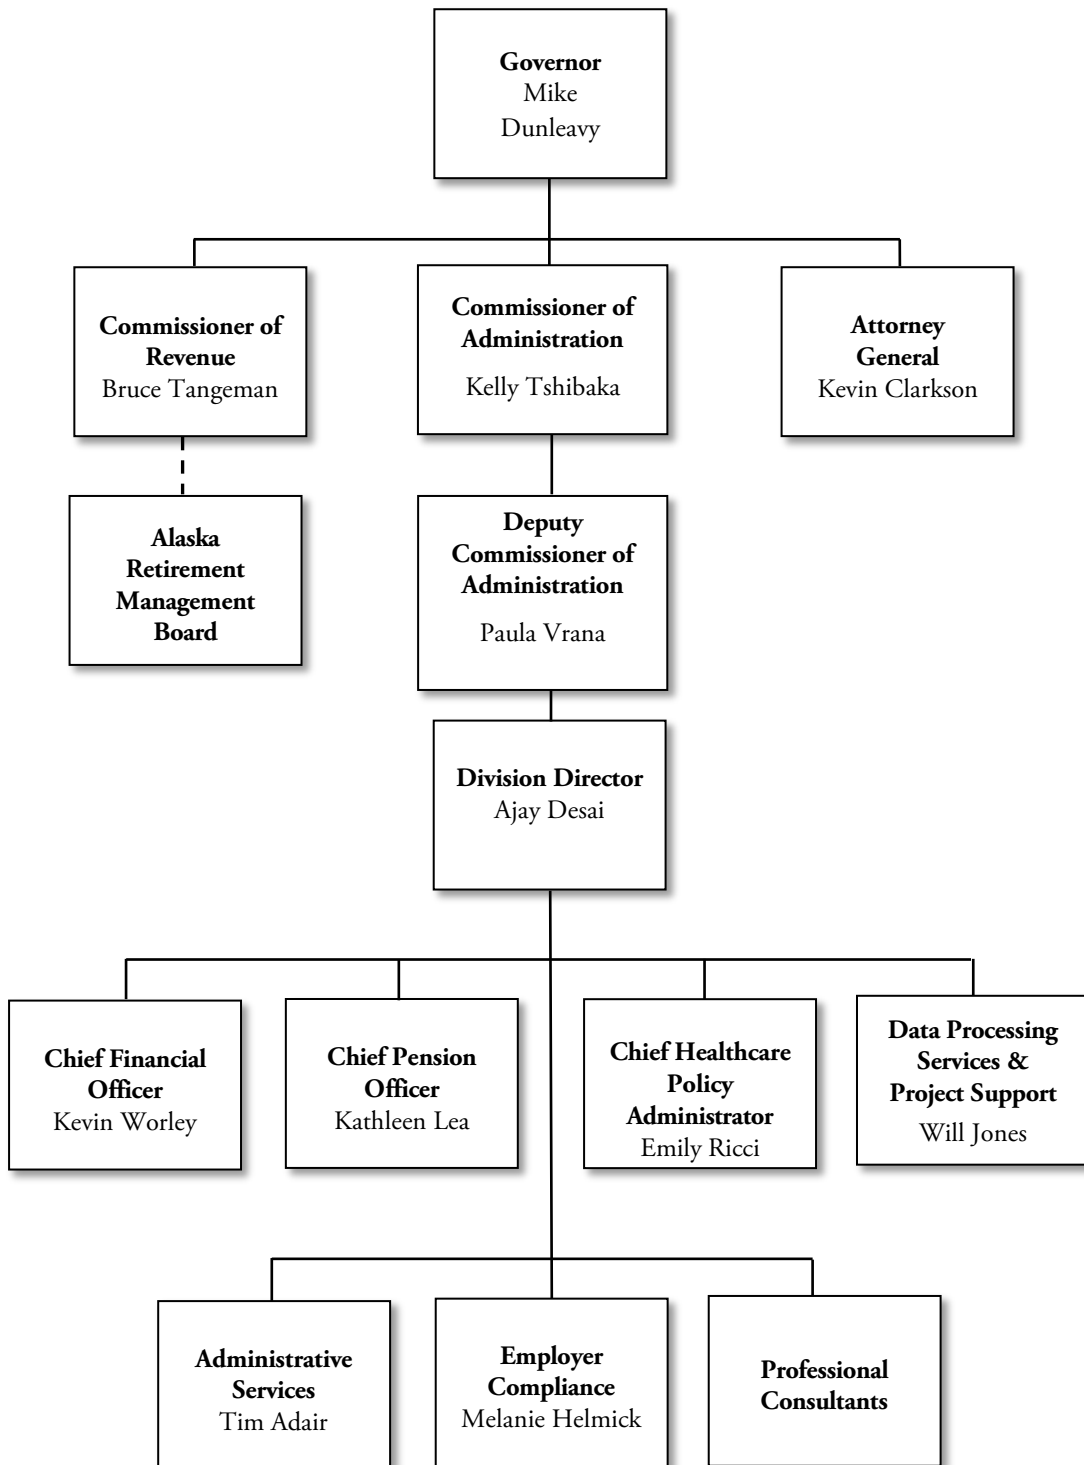 Governor
Mike
Dunleavy
Commissioner of
Revenue
Bruce Tangeman
Commissioner of
Administration
Kelly Tshibaka
Attorney
General
Kevin Clarkson
Alaska
Retirement
Management
Board
Deputy
Commissioner of
Administration
Paula Vrana
Division Director
Ajay Desai
Chief Financial
Officer
Kevin Worley
Chief Pension
Officer
Kathleen Lea
Chief Healthcare
Policy
Administrator
Emily Ricci
Data Processing
Services &
Project Support
Will Jones
Administrative
Services
Tim Adair
Employer
Compliance
Melanie Helmick
Professional
Consultants